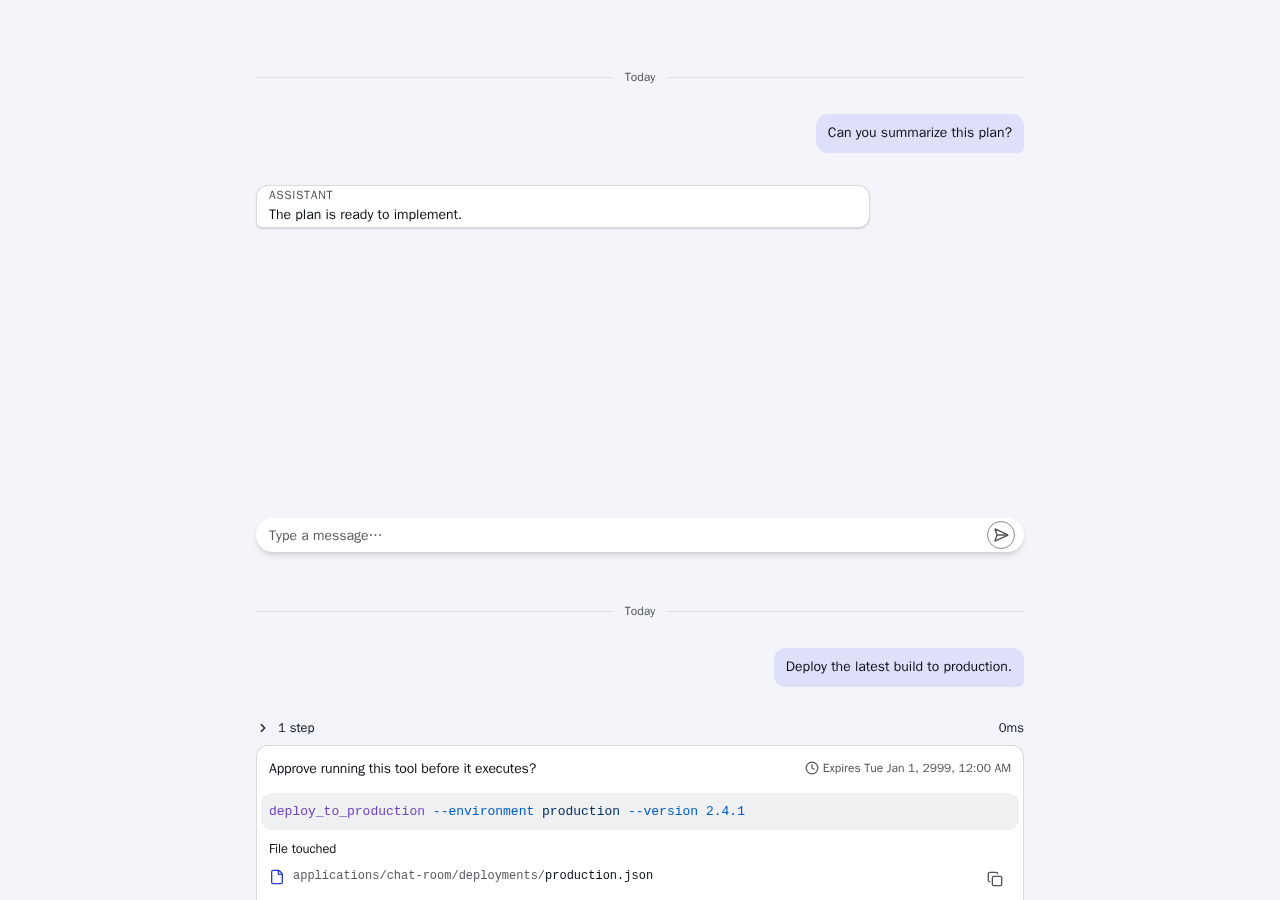 Today
Can you summarize this plan?
ASSISTANT
The plan is ready to implement.
Type a message…
Today
Deploy the latest build to production.
1 step 0ms
Approve running this tool before it executes? Expires Tue Jan 1, 2999, 12:00 AM
deploy_to_production --environment production --version 2.4.1
File touched
applications/chat-room/deployments/production.json